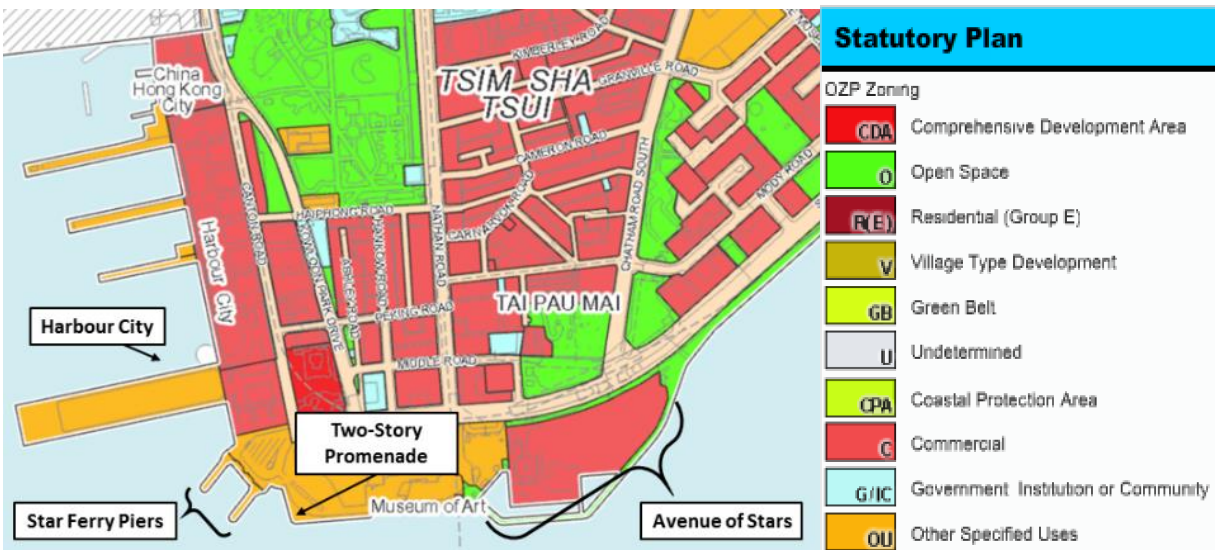 KIMBERLEY ROAD
China
Hong Kong
City
TSIM SHA
TSUI
GRANVILLE ROAD
CAMERON ROAD
CHATHAM ROAD SOUTH
MODY ROAD
CANTON ROAD
HAIPHONG ROAD
NATHAN ROAD
CARNARVON ROAD
Harbour City
KOWLOON PARK DRIVE
ASHLEY ROAD
HANKOW ROAD
PEKING ROAD
TAI PAU MAI
Harbour City
MIDDLE ROAD
Two-Story
Promenade
Museum of Art
Star Ferry Piers
Avenue of Stars
Statutory Plan
OZP Zoning
CDA Comprehensive Development Area
O Open Space
R(E) Residential (Group E)
V Village Type Development
GB Green Belt
U Undetermined
CPA Coastal Protection Area
C Commercial
G/IC Government Institution or Community
OU Other Specified Uses